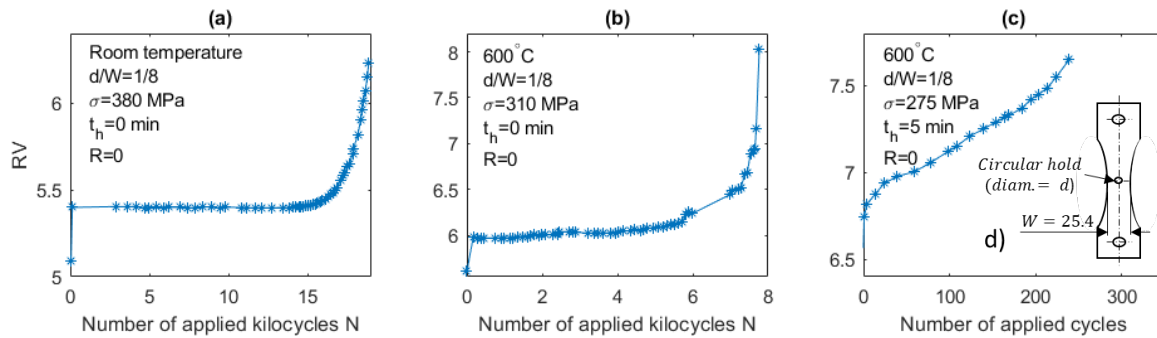 (a)
RV
6
5.5
5
Room temperature
d/W=1/8
σ=380 MPa
t_h=0 min
R=0
0 5 10 15
Number of applied kilocycles N
(b)
8
7.5
7
6.5
6
600°C
d/W=1/8
σ=310 MPa
t_h=0 min
R=0
0 2 4 6 8
Number of applied kilocycles N
(c)
7.5
7
6.5
600°C
d/W=1/8
σ=275 MPa
t_h=5 min
R=0
Circular hold
(diam.= d)
W = 25.4
d)
0 100 200 300
Number of applied cycles